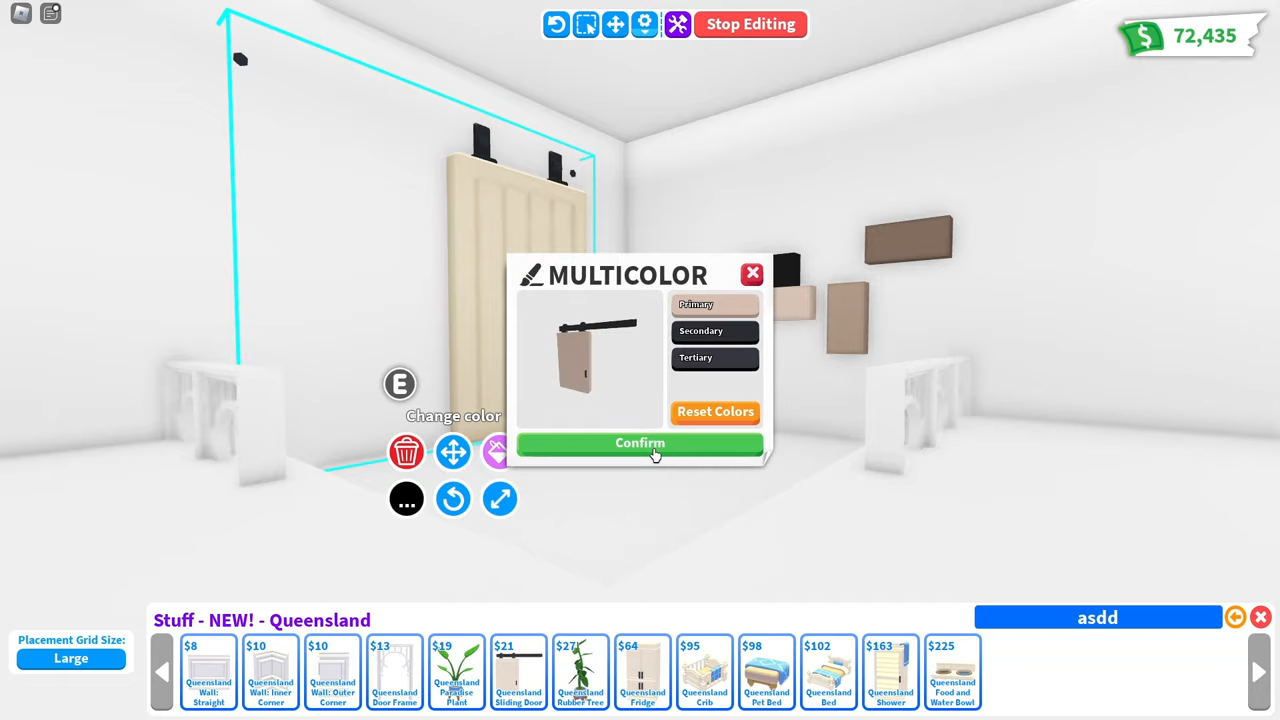 Stop Editing
$ 72,435
MULTICOLOR
Primary
Secondary
Tertiary
Reset Colors
Confirm
E
Change color
...
Stuff - NEW! - Queensland
asdd
Placement Grid Size:
Large
$8
Queensland
Wall:
Straight
$10
Queensland
Wall: Inner
Corner
$10
Queensland
Wall: Outer
Corner
$13
Queensland
Door Frame
$19
Queensland
Paradise
Plant
$21
Queensland
Sliding Door
$27
Queensland
Rubber Tree
$64
Queensland
Fridge
$95
Queensland
Crib
$98
Queensland
Pet Bed
$102
Queensland
Bed
$163
Queensland
Shower
$225
Queensland
Food and
Water Bowl